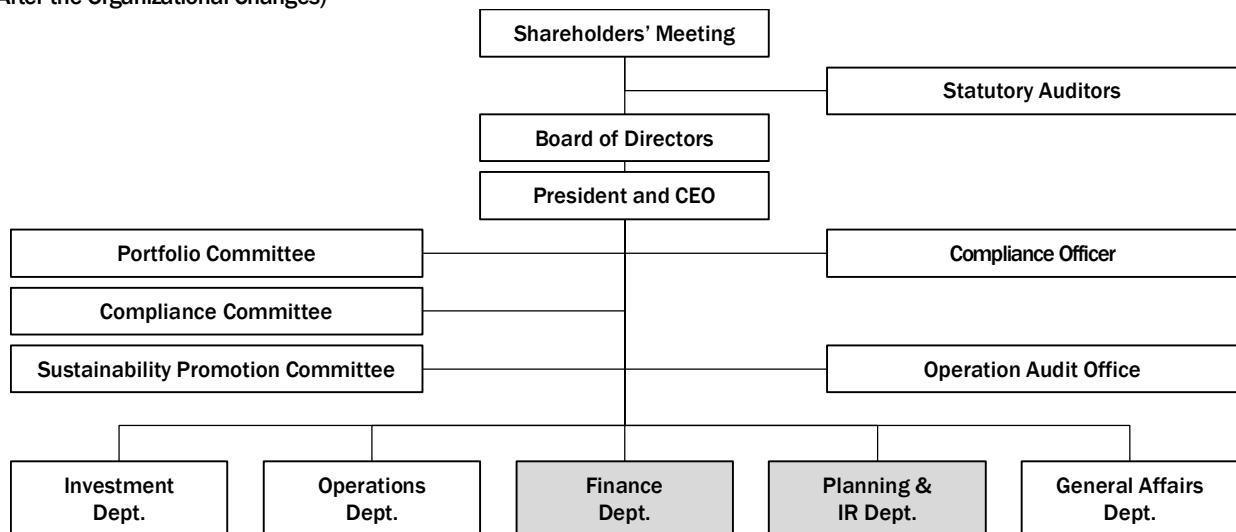 After the Organizational Changes)
Shareholders' Meeting
Statutory Auditors
Board of Directors
President and CEO
Portfolio Committee
Compliance Officer
Compliance Committee
Sustainability Promotion Committee
Operation Audit Office
Investment
Dept.
Operations
Dept.
Finance
Dept.
Planning &
IR Dept.
General Affairs
Dept.